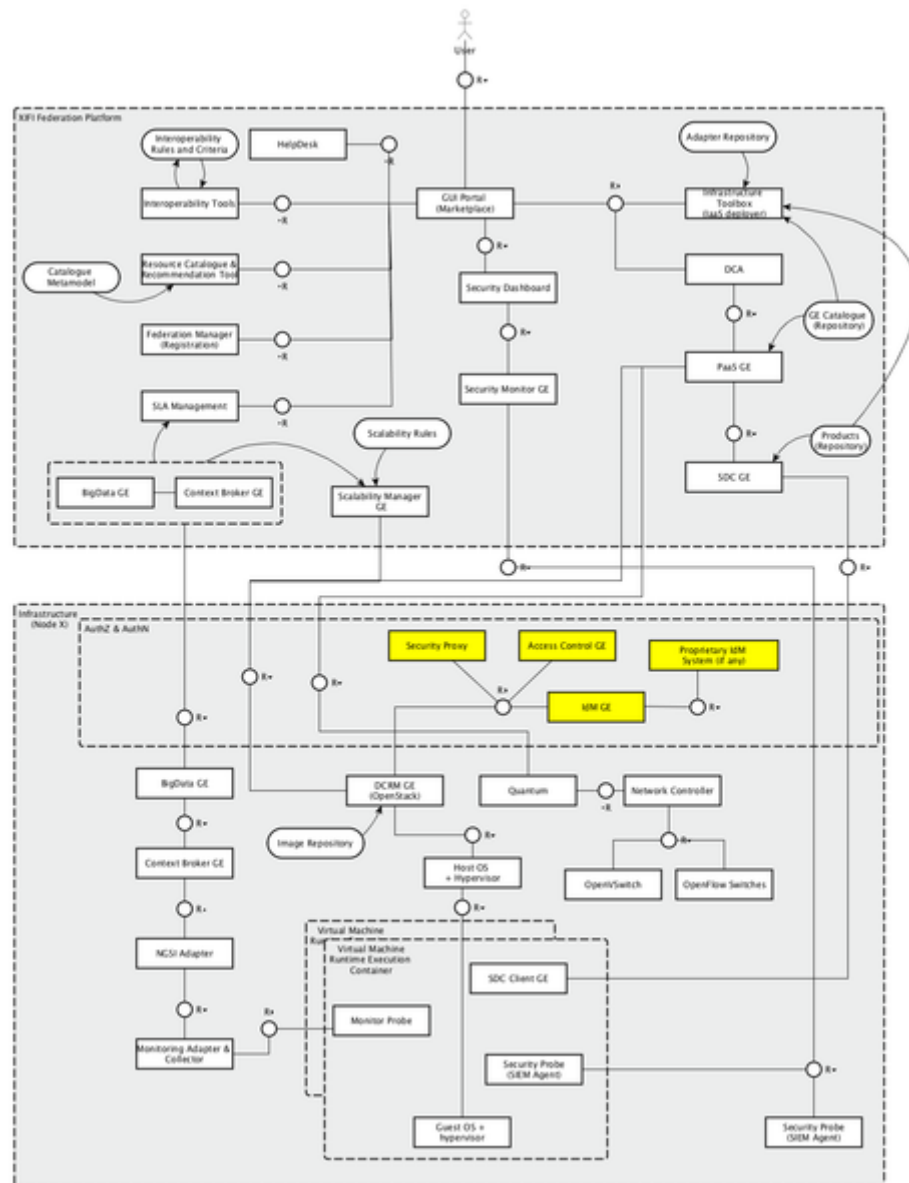 User
R
XIFI Federation Platform
Interoperability
Rules and Criteria
HelpDesk
-R
Adapter Repository
Interoperability Tools
-R
GUI Portal
(Marketplace)
R
Infrastructure
Toolbox
(IaaS deployer)
R
Catalogue
Metamodel
Resource Catalogue &
Recommendation Tool
-R
Security Dashboard
DCA
R
GE Catalogue
(Repository)
Federation Manager
(Registration)
-R
R
PaaS GE
SLA Management
-R
Security Monitor GE
Scalability Rules
R
Products
(Repository)
BigData GE
Context Broker GE
Scalability Manager
GE
SDC GE
R
R
Infrastructure
(Node X)
AuthZ & AuthN
Security Proxy
Access Control GE
Proprietary IdM
System (if any)
R
R
R
IdM GE
R
R
BigData GE
DCRM GE
(OpenStack)
Quantum
-R
Network Controller
R
Image Repository
R
R
Context Broker GE
Host OS
+ Hypervisor
OpenVSwitch
OpenFlow Switches
R
R
Virtual Machine
Virtual Machine
Runtime Execution
Container
NGSI Adapter
SDC Client GE
R
R
Monitor Probe
Monitoring Adapter &
Collector
Security Probe
(SIEM Agent)
R
Guest OS +
hypervisor
Security Probe
(SIEM Agent)